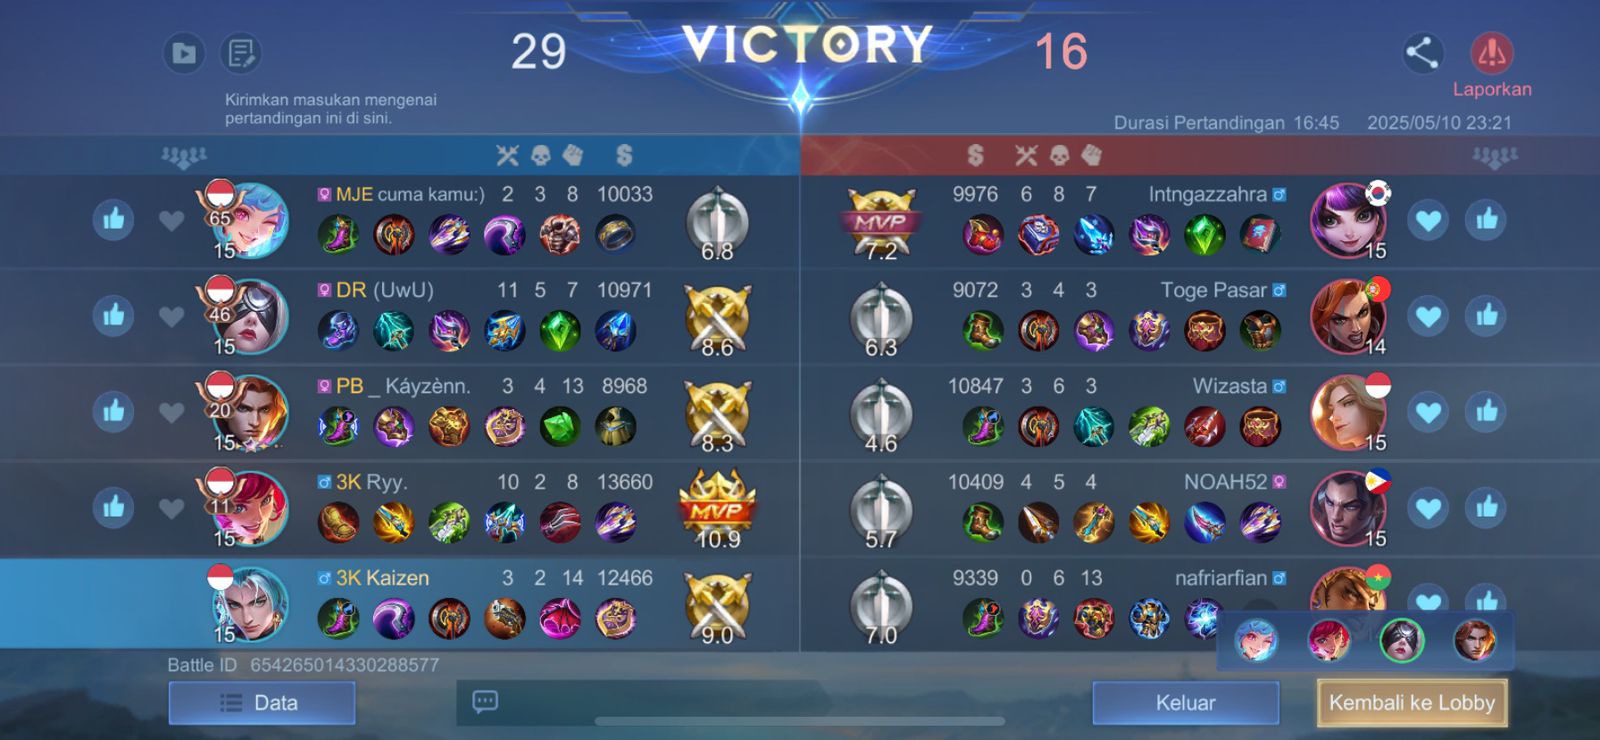 29 VICTORY 16
Laporkan
Kirimkan masukan mengenai
pertandingan ini di sini.
Durasi Pertandingan 16:45 2025/05/10 23:21
65 15 MJE cuma kamu:) 2 3 8 10033 6.8
MVP 7.2 9976 6 8 7 Intngazzahra 15
46 15 DR (UwU) 11 5 7 10971 8.6
6.3 9072 3 4 3 Toge Pasar 14
20 15 PB _ Káyzènn. 3 4 13 8968 8.3
4.6 10847 3 6 3 Wizasta 15
11 15 3K Ryy. 10 2 8 13660 MVP 10.9
5.7 10409 4 5 4 NOAH52 15
15 3K Kaizen 3 2 14 12466 9.0
7.0 9339 0 6 13 nafriarfian
Battle ID 654265014330288577
Data
Keluar
Kembali ke Lobby